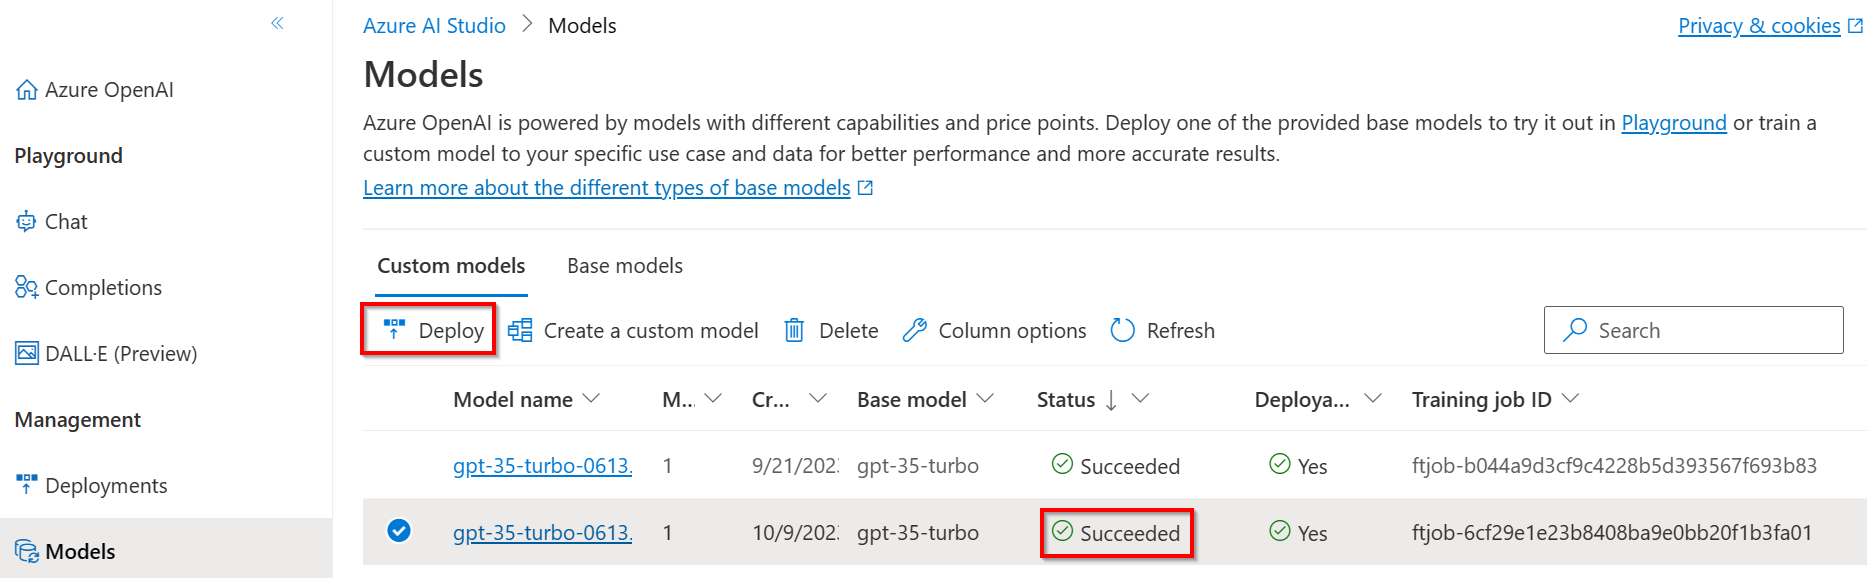 Azure AI Studio > Models
Privacy & cookies
Azure OpenAI
Playground
Chat
Completions
DALL·E (Preview)
Management
Deployments
Models
Models
Azure OpenAI is powered by models with different capabilities and price points. Deploy one of the provided base models to try it out in Playground or train a
custom model to your specific use case and data for better performance and more accurate results.
Learn more about the different types of base models
Custom models Base models
Deploy Create a custom model Delete Column options Refresh Search
Model name M... Cr... Base model Status ↓ Deploya... Training job ID
gpt-35-turbo-0613. 1 9/21/202 gpt-35-turbo Succeeded Yes ftjob-b044a9d3cf9c4228b5d393567f693b83
gpt-35-turbo-0613. 1 10/9/202 gpt-35-turbo Succeeded Yes ftjob-6cf29e1e23b8408ba9e0bb20f1b3fa01